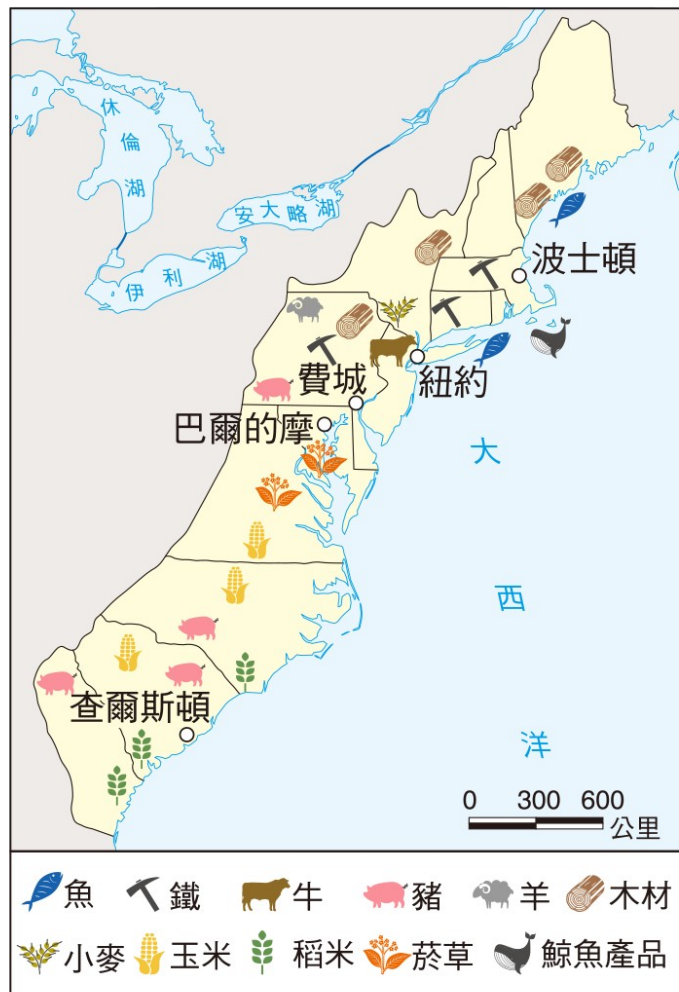 休倫湖
安大略湖
伊利湖
波士頓
費城
紐約
巴爾的摩
大西洋
查爾斯頓
0 300 600
公里
魚 鐵 牛 豬 羊 木材
小麥 玉米 稻米 菸草 鯨魚產品